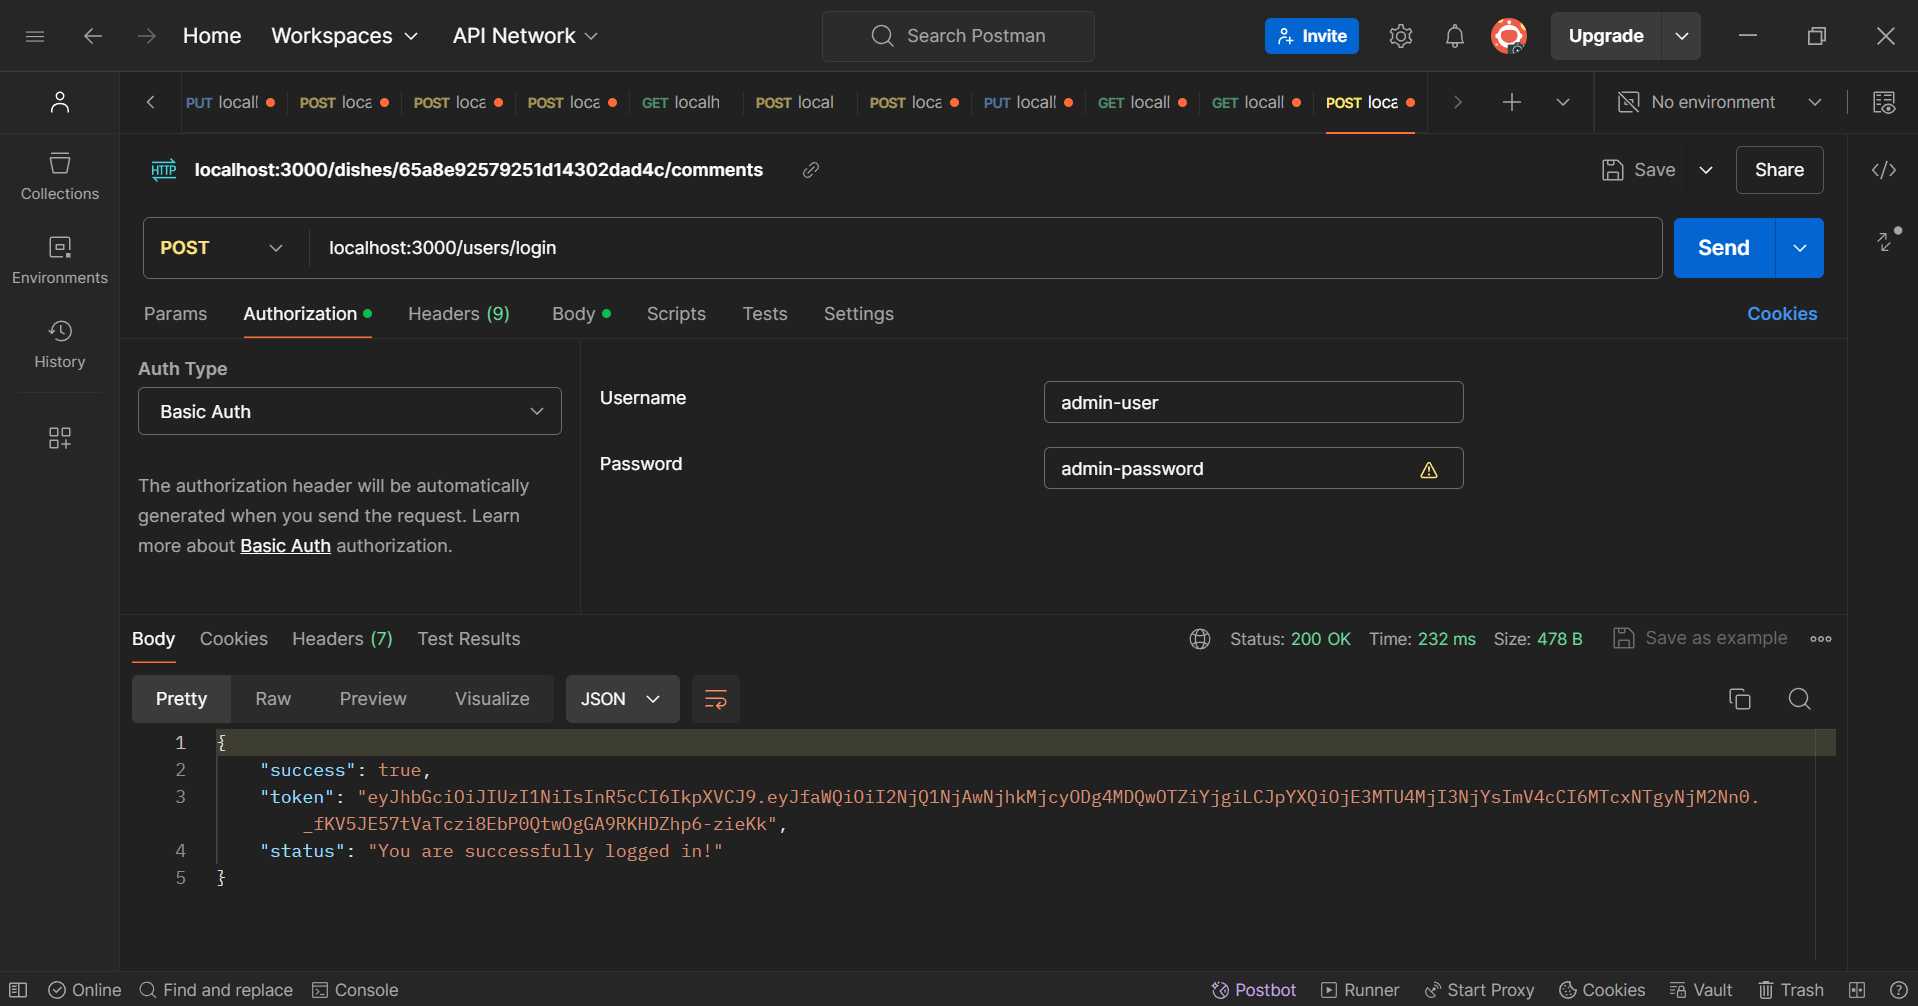 Home Workspaces API Network Search Postman Invite Upgrade
PUT locall POST loca POST loca POST loca GET localh POST local POST loca PUT locall GET locall GET locall POST loca No environment
HTTP localhost:3000/dishes/65a8e92579251d14302dad4c/comments Save Share
Collections
POST localhost:3000/users/login Send
Environments
Params Authorization Headers (9) Body Scripts Tests Settings Cookies
History
Auth Type
Basic Auth
Username admin-user
Password admin-password
The authorization header will be automatically
generated when you send the request. Learn
more about Basic Auth authorization.
Body Cookies Headers (7) Test Results Status: 200 OK Time: 232 ms Size: 478 B Save as example
Pretty Raw Preview Visualize JSON
1 {
2 "success": true,
3 "token": "eyJhbGciOiJIUzI1NiIsInR5cCI6IkpXVCJ9.eyJfaWQiOiI2NjQ1NjAwNjhkMjcyODg4MDQwOTZiYjgiLCJpYXQiOjE3MTU4MjI3NjYsImV4cCI6MTcxNTgyNjM2Nn0.
_fKV5JE57tVaTczi8EbP0QtwOgGA9RKHDZhp6-zieKk",
4 "status": "You are successfully logged in!"
5 }
Online Find and replace Console Postbot Runner Start Proxy Cookies Vault Trash